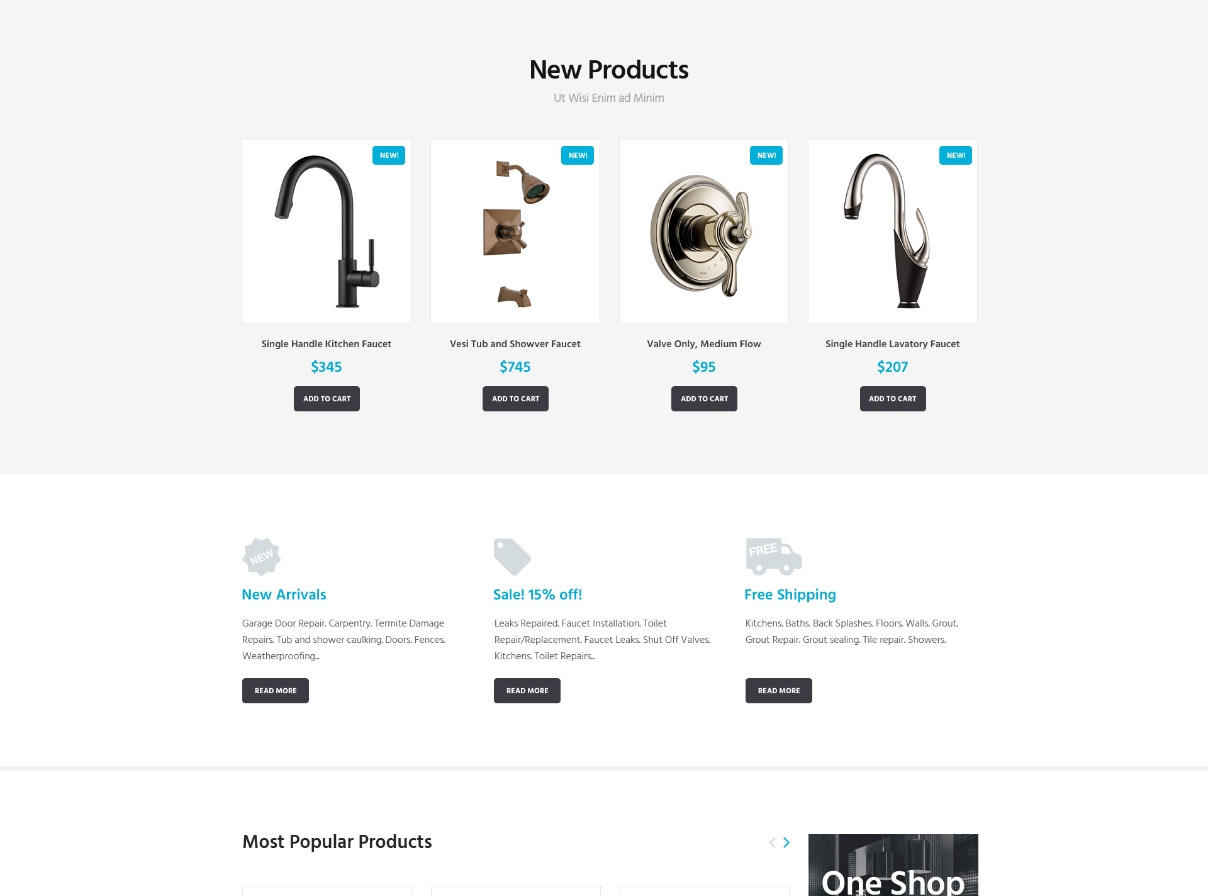 New Products
Ut Wisi Enim ad Minim
NEW!
NEW!
NEW!
NEW!
Single Handle Kitchen Faucet
$345
ADD TO CART
Vesi Tub and Showver Faucet
$745
ADD TO CART
Valve Only, Medium Flow
$95
ADD TO CART
Single Handle Lavatory Faucet
$207
ADD TO CART
NEW
New Arrivals
Garage Door Repair. Carpentry. Termite Damage
Repairs. Tub and shower caulking. Doors. Fences.
Weatherproofing...
READ MORE
Sale! 15% off!
Leaks Repaired. Faucet Installation. Toilet
Repair/Replacement. Faucet Leaks. Shut Off Valves.
Kitchens. Toilet Repairs...
READ MORE
FREE
Free Shipping
Kitchens. Baths. Back Splashes. Floors. Walls. Grout.
Grout Repair. Grout sealing. Tile repair. Showers.
READ MORE
Most Popular Products
One Shop